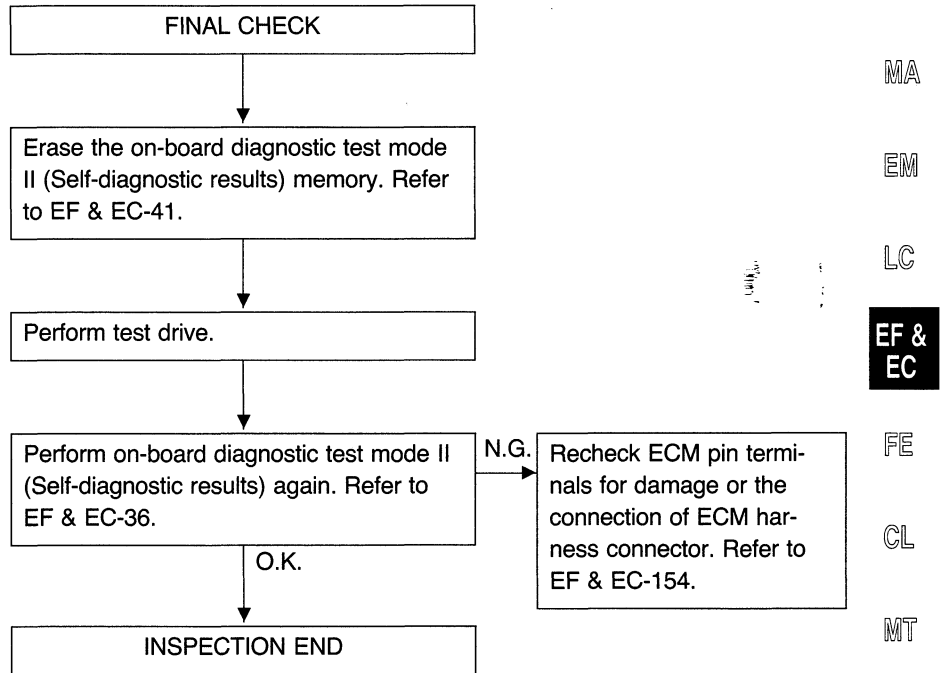 FINAL CHECK
Erase the on-board diagnostic test mode
II (Self-diagnostic results) memory. Refer
to EF & EC-41.
Perform test drive.
Perform on-board diagnostic test mode II
(Self-diagnostic results) again. Refer to
EF & EC-36.
N.G.
Recheck ECM pin termi-
nals for damage or the
connection of ECM har-
ness connector. Refer to
EF & EC-154.
O.K.
INSPECTION END
MA
EM
LC
EF &
EC
FE
CL
MT